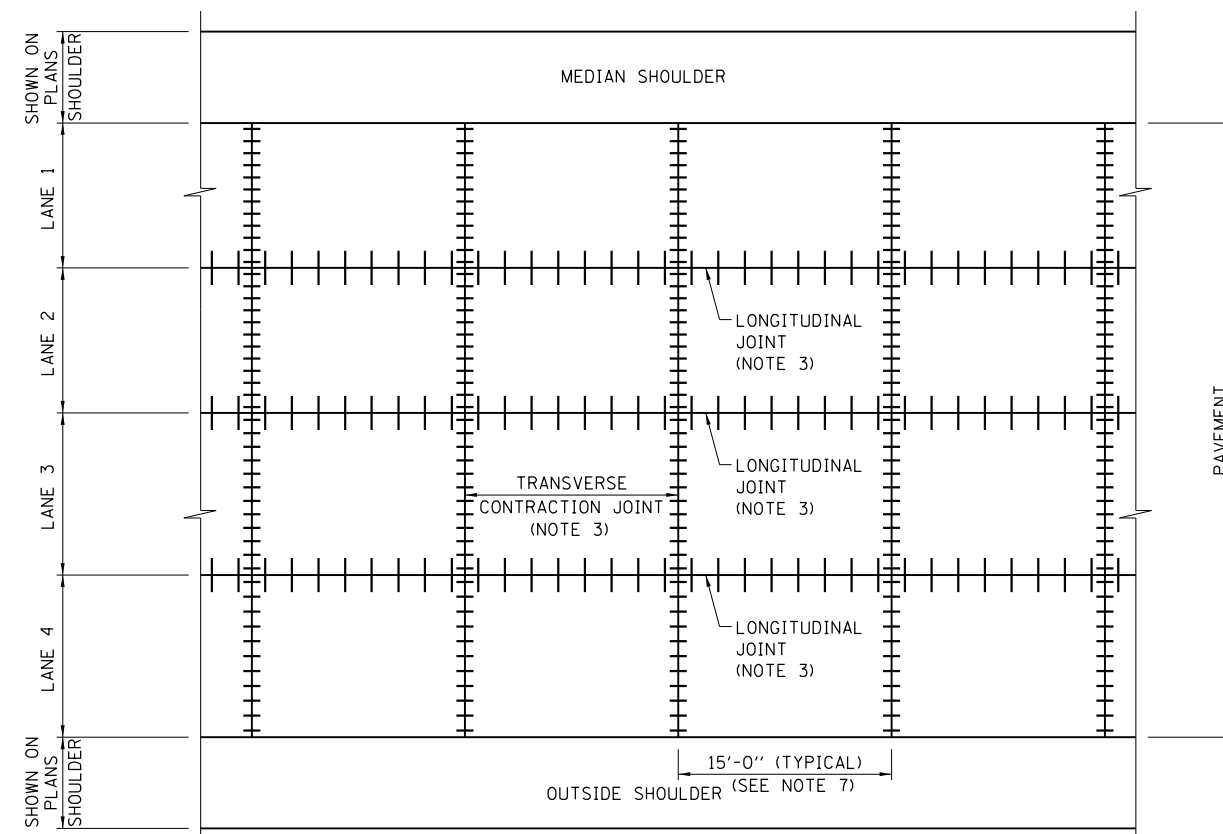 SHOWN ON
PLANS
SHOULDER
MEDIAN SHOULDER
LANE 1
LANE 2
LONGITUDINAL
JOINT
(NOTE 3)
PAVEMENT
LANE 3
TRANSVERSE
CONTRACTION JOINT
(NOTE 3)
LONGITUDINAL
JOINT
(NOTE 3)
LANE 4
LONGITUDINAL
JOINT
(NOTE 3)
SHOWN ON
PLANS
SHOULDER
15'-0'' (TYPICAL)
(SEE NOTE 7)
OUTSIDE SHOULDER